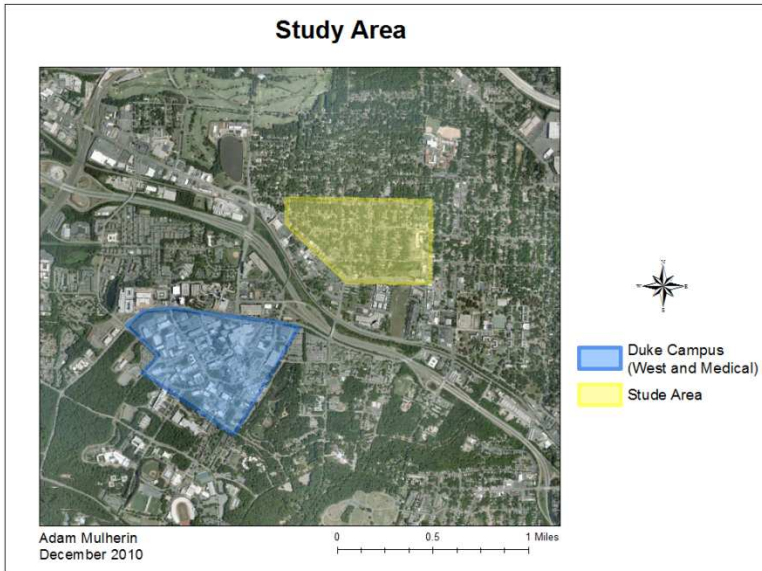 Study Area
Duke Campus
(West and Medical)
Stude Area
Adam Mulherin
December 2010
0 0.5 1 Miles